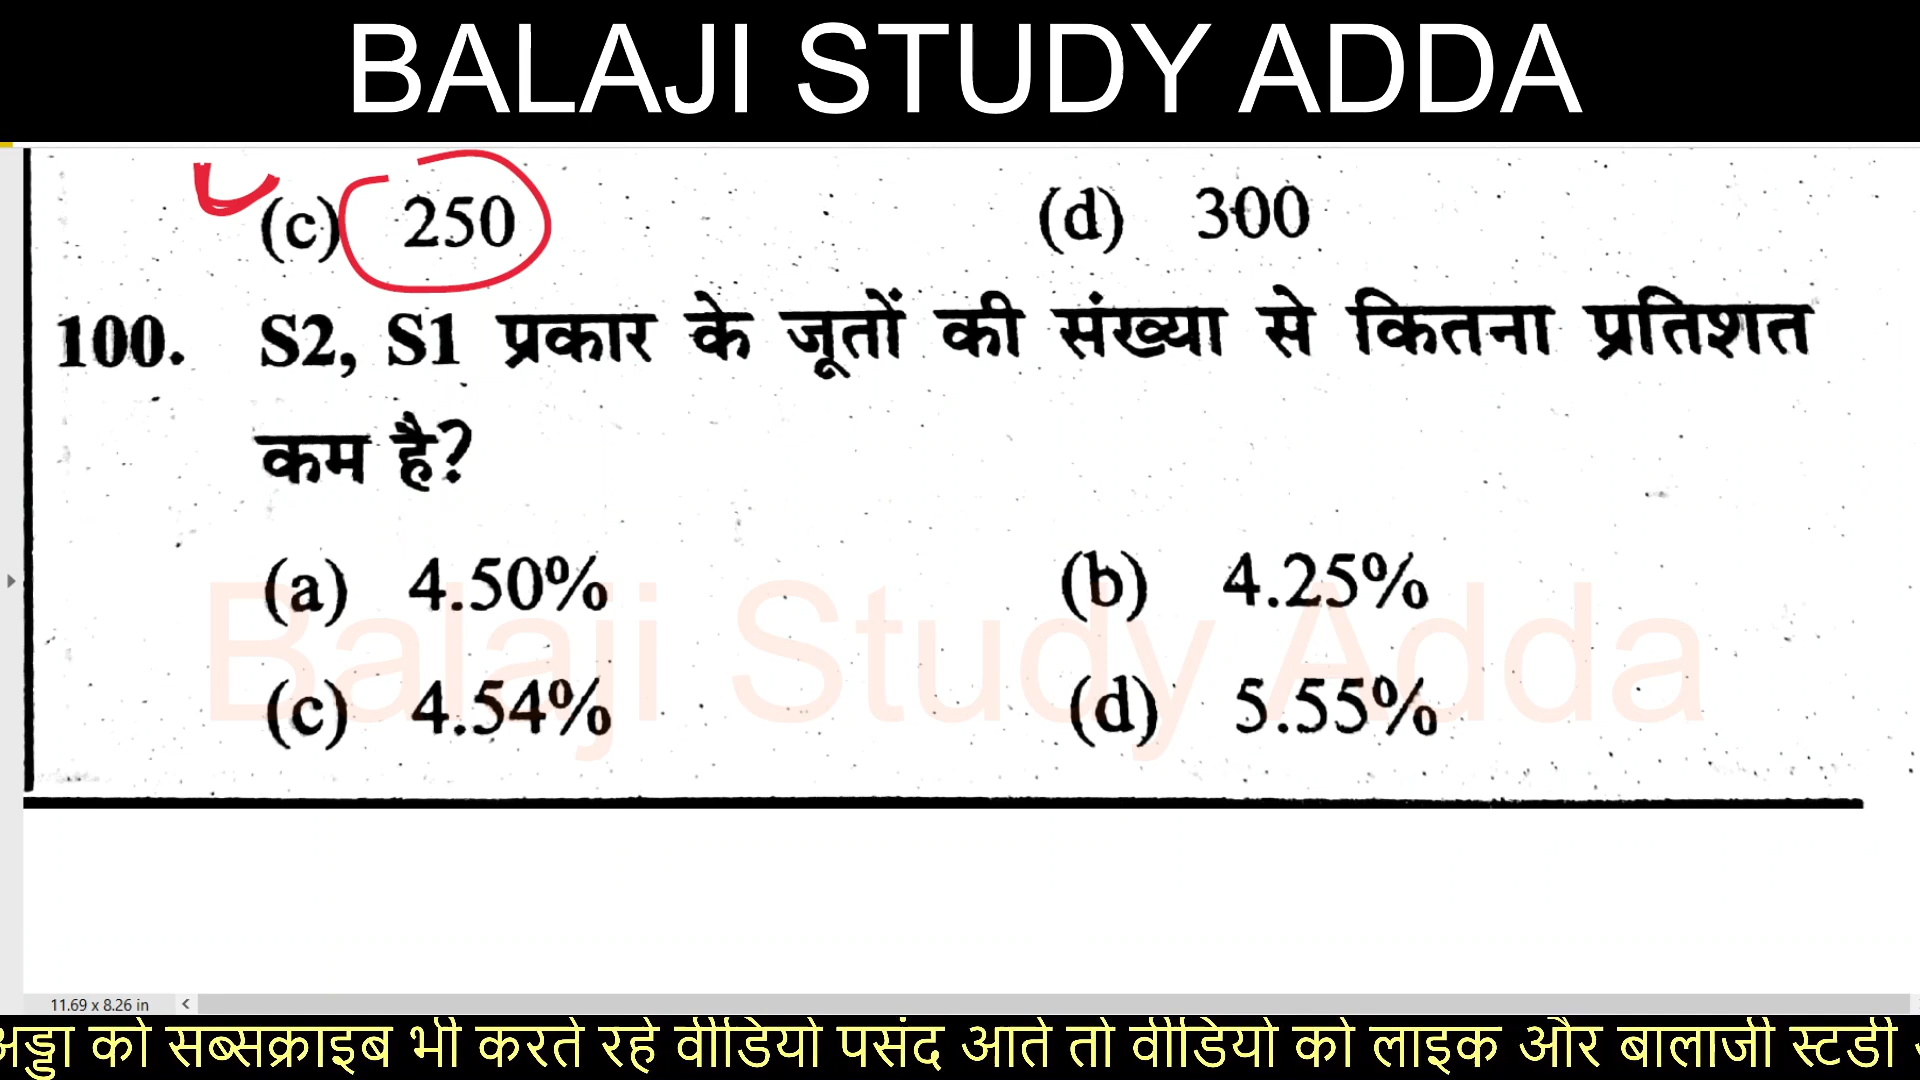 BALAJI STUDY ADDA
(c) 250 (d) 300
100. S2, S1 प्रकार के जूतों की संख्या से कितना प्रतिशत
कम है?
(a) 4.50% (b) 4.25%
Balaji Study Adda
(c) 4.54% (d) 5.55%
11.69 x 8.26 in
अड्डा को सब्सक्राइब भी करते रहे वीडियो पसंद आते तो वीडियो को लाइक और बालाजी स्टडी